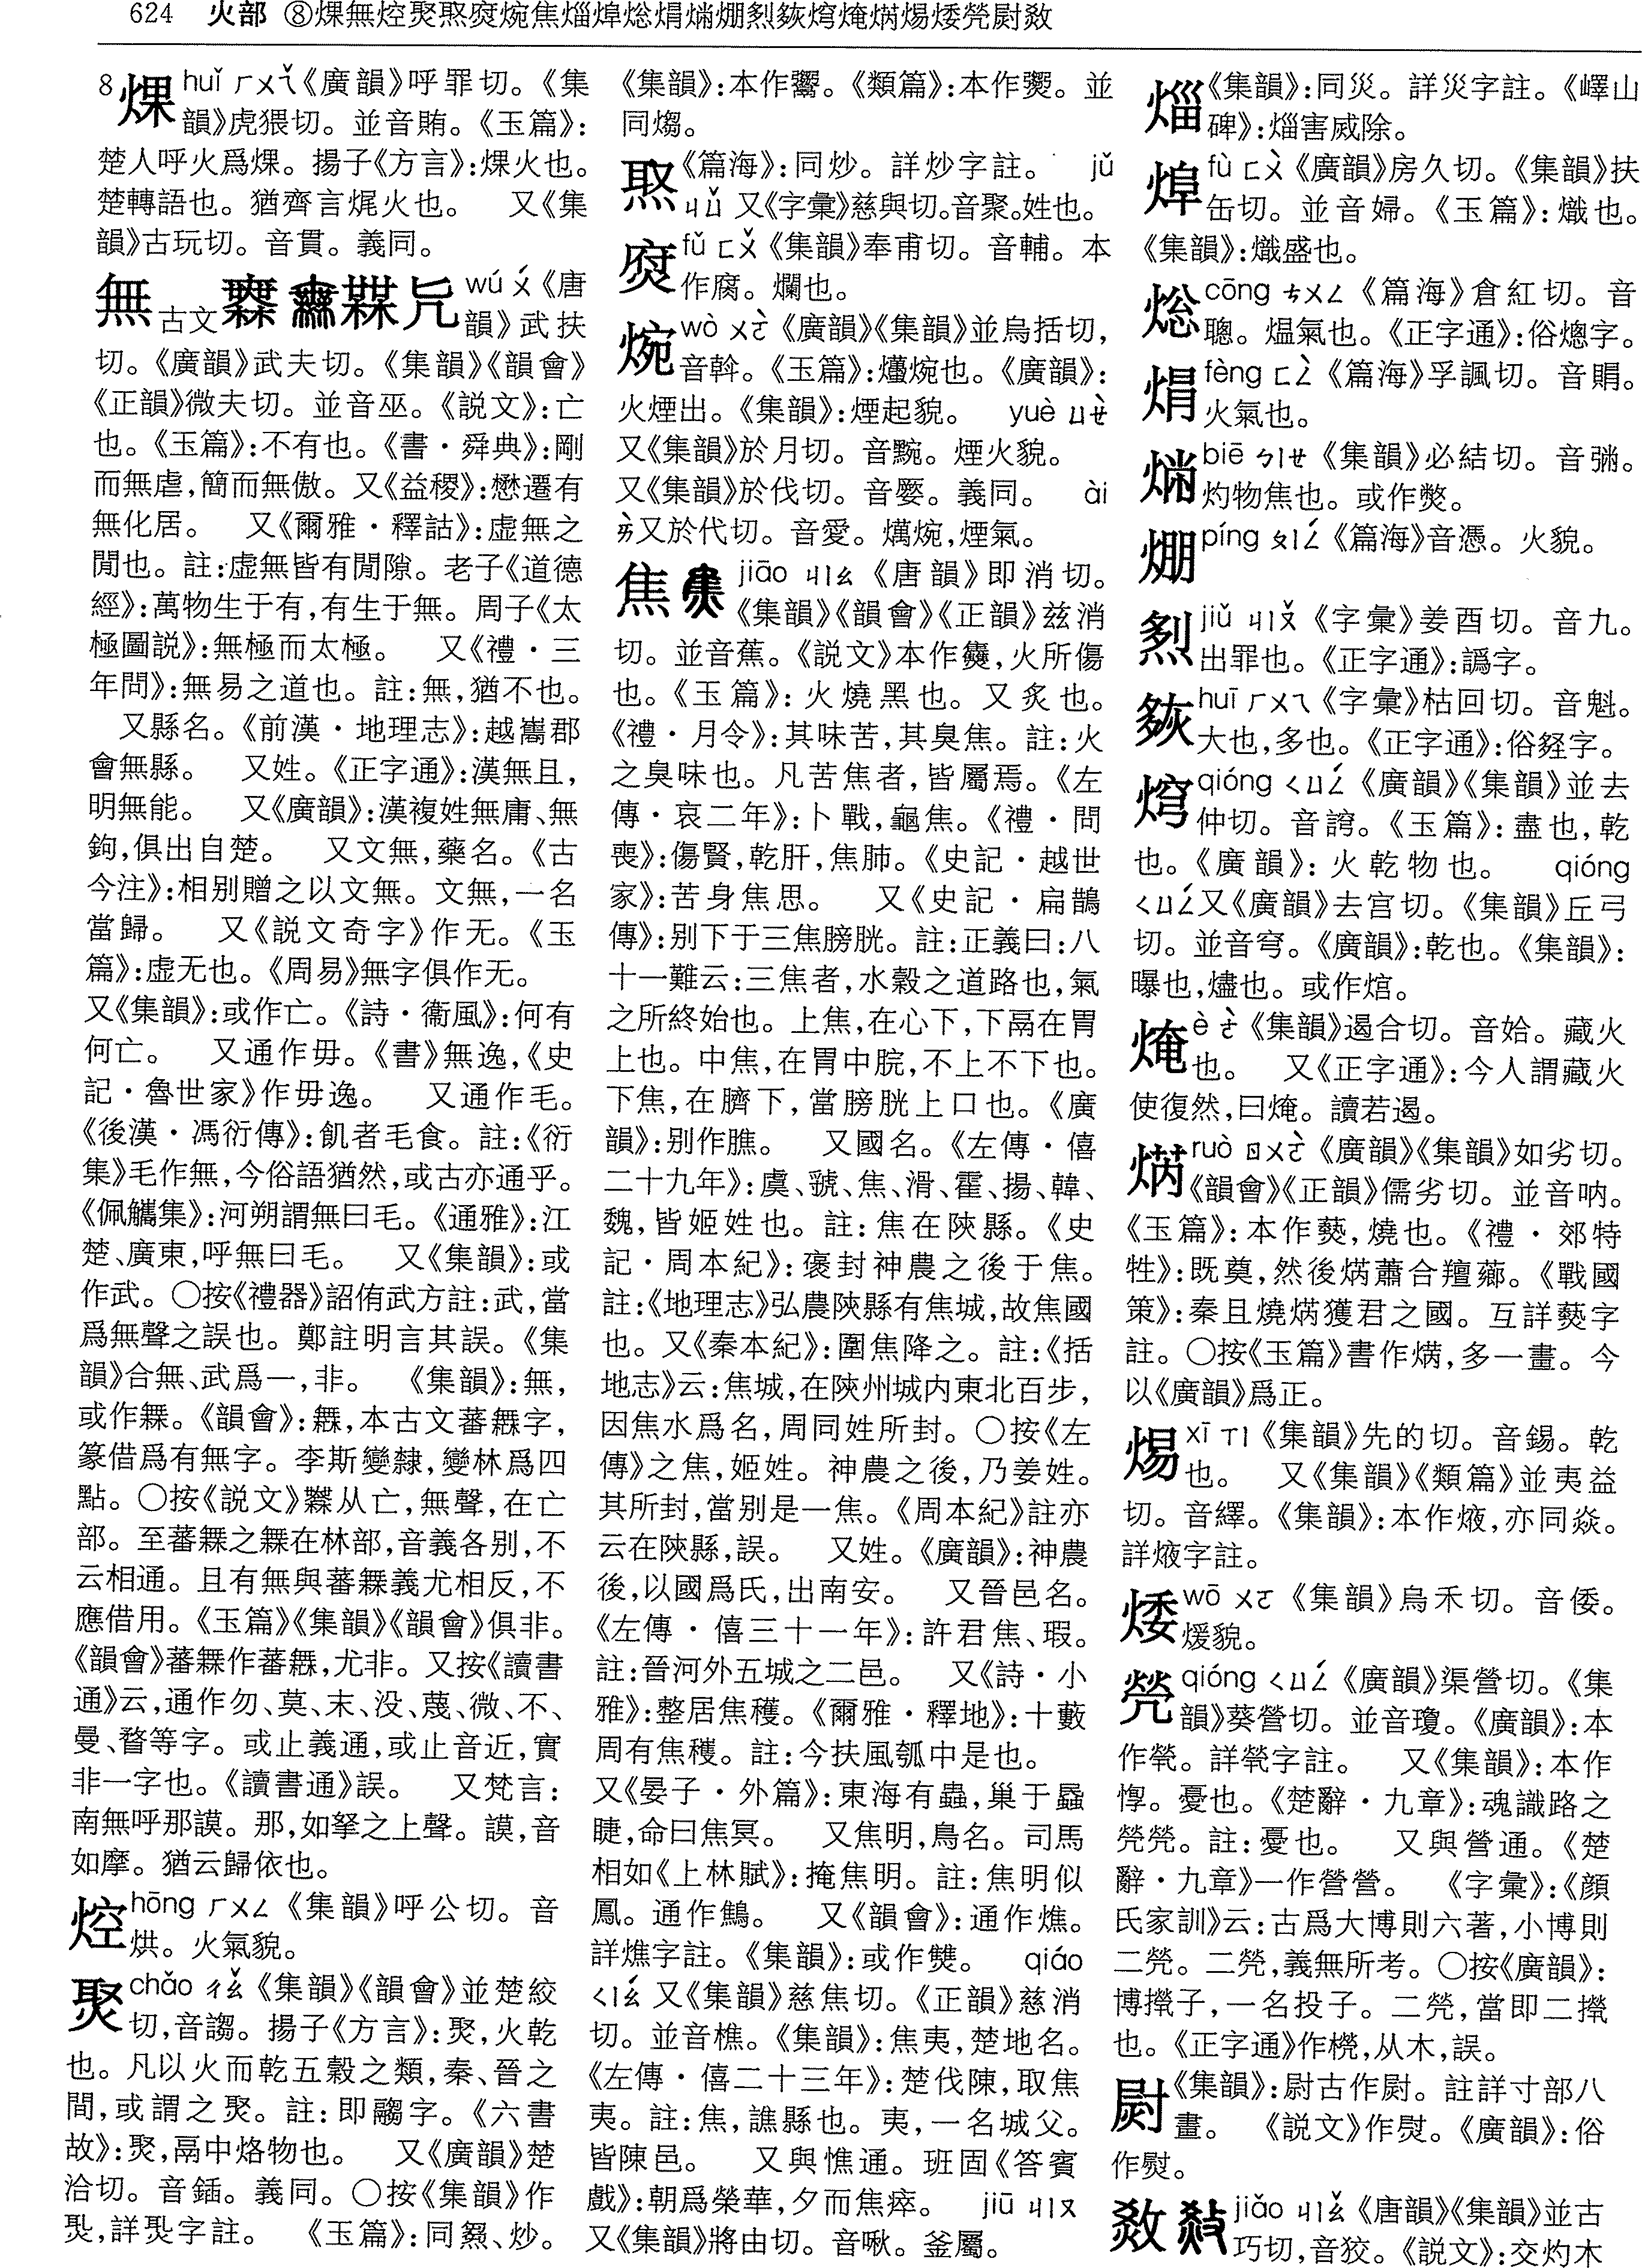 624 火部 ⑧㷄無焢焣焣㷆焥焦𤉣焊焧焆㶿焩㷉烌焪焬焫焬㷇焭㷉敥
8 㷄 huǐ ㄏㄨㄟˇ《廣韻》呼罪切。《集
韻》虎猥切。並音賄。《玉篇》:
楚人呼火爲㷄。揚子《方言》:㷄火也。
楚轉語也。猶齊言㷄火也。 又《集
韻》古玩切。音貫。義同。
無 古文 wú ㄨˊ《唐
韻》武扶
切。《廣韻》武夫切。《集韻》《韻會》
《正韻》微夫切。並音巫。《説文》:亡
也。《玉篇》:不有也。《書·舜典》:剛
而無虐,簡而無傲。又《益稷》:懋遷有
無化居。 又《爾雅·釋詁》:虛無之
閒也。註:虛無皆有閒隙。老子《道德
經》:萬物生于有,有生于無。周子《太
極圖説》:無極而太極。 又《禮·三
年問》:無易之道也。註:無,猶不也。
又縣名。《前漢·地理志》:越巂郡
會無縣。 又姓。《正字通》:漢無且,
明無能。 又《廣韻》:漢複姓無庸、無
鉤,俱出自楚。 又文無,藥名。《古
今注》:相別贈之以文無。文無,一名
當歸。 又《説文奇字》作无。《玉
篇》:虛无也。《周易》無字俱作无。
又《集韻》:或作亡。《詩·衞風》:何有
何亡。 又通作毋。《書》無逸,《史
記·魯世家》作毋逸。 又通作毛。
《後漢·馮衍傳》:飢者毛食。註:《衍
集》毛作無,今俗語猶然,或古亦通乎。
《佩觿集》:河朔謂無曰毛。《通雅》:江
楚、廣東,呼無曰毛。 又《集韻》:或
作武。○按《禮器》詔侑武方註:武,當
爲無聲之誤也。鄭註明言其誤。《集
韻》合無、武爲一,非。 《集韻》:無,
或作橆。《韻會》:橆,本古文蕃橆字,
篆借爲有無字。李斯變隸,變林爲四
點。○按《説文》𣞤从亡,無聲,在亡
部。至蕃橆之橆在林部,音義各別,不
云相通。且有無與蕃橆義尤相反,不
應借用。《玉篇》《集韻》《韻會》俱非。
《韻會》蕃橆作蕃橆,尤非。又按《讀書
通》云,通作勿、莫、末、没、蔑、微、不、
曼、瞀等字。或止義通,或止音近,實
非一字也。《讀書通》誤。 又梵言:
南無呼那謨。那,如拏之上聲。謨,音
如摩。猶云歸依也。
焢 hōng ㄏㄨㄥ《集韻》呼公切。音
烘。火氣貌。
焣 chǎo ㄔㄠˇ《集韻》《韻會》並楚絞
切,音謅。揚子《方言》:焣,火乾
也。凡以火而乾五穀之類,秦、晉之
間,或謂之焣。註:即䎢字。《六書
故》:焣,鬲中烙物也。 又《廣韻》楚
洽切。音鍤。義同。○按《集韻》作
㷅,詳㷅字註。 《玉篇》:同㷅、炒。
《集韻》:本作䰞。《類篇》:本作㷅。並
同煼。
焣 《篇海》:同炒。詳炒字註。 jǔ
ㄐㄩˇ 又《字彙》慈與切。音聚。姓也。
㷆 fǔ ㄈㄨˇ《集韻》奉甫切。音輔。本
作腐。爛也。
焥 wò ㄨㄛˋ《廣韻》《集韻》並烏括切,
音斡。《玉篇》:爩焥也。《廣韻》:
火煙出。《集韻》:煙起貌。 yuè ㄩㄝˋ
又《集韻》於月切。音黦。煙火貌。
又《集韻》於伐切。音嬮。義同。 ài
ㄞˋ又於代切。音愛。爩焥,煙氣。
焦 jiāo ㄐㄧㄠ《唐韻》即消切。
《集韻》《韻會》《正韻》兹消
切。並音蕉。《説文》本作㸈,火所傷
也。《玉篇》:火燒黑也。又炙也。
《禮·月令》:其味苦,其臭焦。註:火
之臭味也。凡苦焦者,皆屬焉。《左
傳·哀二年》:卜戰,龜焦。《禮·問
喪》:傷賢,乾肝,焦肺。《史記·越世
家》:苦身焦思。 又《史記·扁鵲
傳》:别下于三焦膀胱。註:正義曰:八
十一難云:三焦者,水穀之道路也,氣
之所終始也。上焦,在心下,下鬲在胃
上也。中焦,在胃中脘,不上不下也。
下焦,在臍下,當膀胱上口也。《廣
韻》:別作膲。 又國名。《左傳·僖
二十九年》:虞、虢、焦、滑、霍、揚、韓、
魏,皆姬姓也。註:焦在陜縣。《史
記·周本紀》:褒封神農之後于焦。
註:《地理志》弘農陜縣有焦城,故焦國
也。又《秦本紀》:圍焦降之。註:《括
地志》云:焦城,在陜州城内東北百步,
因焦水爲名,周同姓所封。○按《左
傳》之焦,姬姓。神農之後,乃姜姓。
其所封,當别是一焦。《周本紀》註亦
云在陜縣,誤。 又姓。《廣韻》:神農
後,以國爲氏,出南安。 又晉邑名。
《左傳·僖三十一年》:許君焦、瑕。
註:晉河外五城之二邑。 又《詩·小
雅》:整居焦穫。《爾雅·釋地》:十藪
周有焦穫。註:今扶風瓠中是也。
又《晏子·外篇》:東海有蟲,巢于蟁
睫,命曰焦冥。 又焦明,鳥名。司馬
相如《上林賦》:掩焦明。註:焦明似
鳳。通作鷦。 又《韻會》:通作燋。
詳燋字註。《集韻》:或作㸈。 qiáo
ㄑㄧㄠˊ 又《集韻》慈焦切。《正韻》慈消
切。並音樵。《集韻》:焦夷,楚地名。
《左傳·僖二十三年》:楚伐陳,取焦
夷。註:焦,譙縣也。夷,一名城父。
皆陳邑。 又與憔通。班固《答賓
戲》:朝爲榮華,夕而焦瘁。 jiū ㄐㄧㄡ
又《集韻》將由切。音啾。釜屬。
《集韻》:同災。詳災字註。《嶧山
碑》:㷅害烕除。
㷆 fù ㄈㄨˋ《廣韻》房久切。《集韻》扶
缶切。並音婦。《玉篇》:熾也。
《集韻》:熾盛也。
焧 cōng ㄘㄨㄥ《篇海》倉紅切。音
聰。熅氣也。《正字通》:俗熜字。
fèng ㄈㄥˋ《篇海》孚諷切。音賵。
火氣也。
biē ㄅㄧㄝ《集韻》必結切。音彆。
灼物焦也。或作㷶。
焩 píng ㄆㄧㄥˊ《篇海》音憑。火貌。
jiǔ ㄐㄧㄡˇ《字彙》姜酉切。音九。
出罪也。《正字通》:譌字。
huī ㄏㄨㄟ《字彙》枯回切。音魁。
大也,多也。《正字通》:俗㚅字。
焪 qióng ㄑㄩㄥˊ《廣韻》《集韻》並去
仲切。音誇。《玉篇》:盡也,乾
也。《廣韻》:火乾物也。 qióng
ㄑㄩㄥˊ又《廣韻》去宫切。《集韻》丘弓
切。並音穹。《廣韻》:乾也。《集韻》:
曝也,燼也。或作焢。
㷈 è ㄜˋ《集韻》遏合切。音姶。藏火
也。 又《正字通》:今人謂藏火
使復然,曰㷈。讀若遏。
焫 ruò ㄖㄨㄛˋ《廣韻》《集韻》如劣切。
《韻會》《正韻》儒劣切。並音吶。
《玉篇》:本作爇,燒也。《禮·郊特
牲》:既奠,然後焫蕭合羶薌。《戰國
策》:秦且燒焫獲君之國。互詳爇字
註。○按《玉篇》書作焫,多一畫。今
以《廣韻》爲正。
焬 xī ㄒㄧ《集韻》先的切。音錫。乾
也。 又《集韻》《類篇》並夷益
切。音繹。《集韻》:本作焲,亦同焱。
詳焲字註。
wō ㄨㄛ《集韻》烏禾切。音倭。
煖貌。
焭 qióng ㄑㄩㄥˊ《廣韻》渠營切。《集
韻》葵營切。並音瓊。《廣韻》:本
作煢。詳煢字註。 又《集韻》:本作
惸。憂也。《楚辭·九章》:魂識路之
焭焭。註:憂也。 又與營通。《楚
辭·九章》一作營營。 《字彙》:《顔
氏家訓》云:古爲大博則六著,小博則
二焭。二焭,義無所考。○按《廣韻》:
博㩞子,一名投子。二焭,當即二㩞
也。《正字通》作橩,从木,誤。
㷉 《集韻》:尉古作㷉。註詳寸部八
畫。 《説文》作㷉。《廣韻》:俗
作熨。
㷅 jiǎo ㄐㄧㄠˇ《唐韻》《集韻》並古
巧切,音狡。《説文》:交灼木